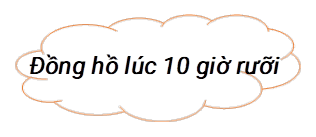 Đồng hồ lúc 10 giờ rưỡi